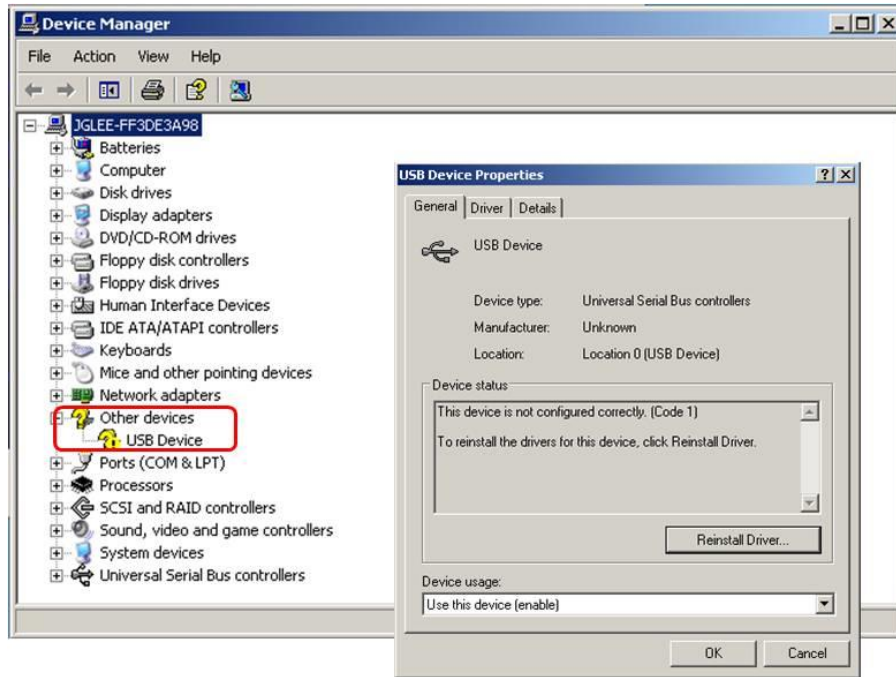 Device Manager
File Action View Help
JGLEE-FF3DE3A98
Batteries
Computer
Disk drives
Display adapters
DVD/CD-ROM drives
Floppy disk controllers
Floppy disk drives
Human Interface Devices
IDE ATA/ATAPI controllers
Keyboards
Mice and other pointing devices
Network adapters
Other devices
USB Device
Ports (COM & LPT)
Processors
SCSI and RAID controllers
Sound, video and game controllers
System devices
Universal Serial Bus controllers
USB Device Properties
General Driver Details
USB Device
Device type: Universal Serial Bus controllers
Manufacturer: Unknown
Location: Location 0 (USB Device)
Device status
This device is not configured correctly. (Code 1)
To reinstall the drivers for this device, click Reinstall Driver.
Reinstall Driver...
Device usage:
Use this device (enable)
OK Cancel